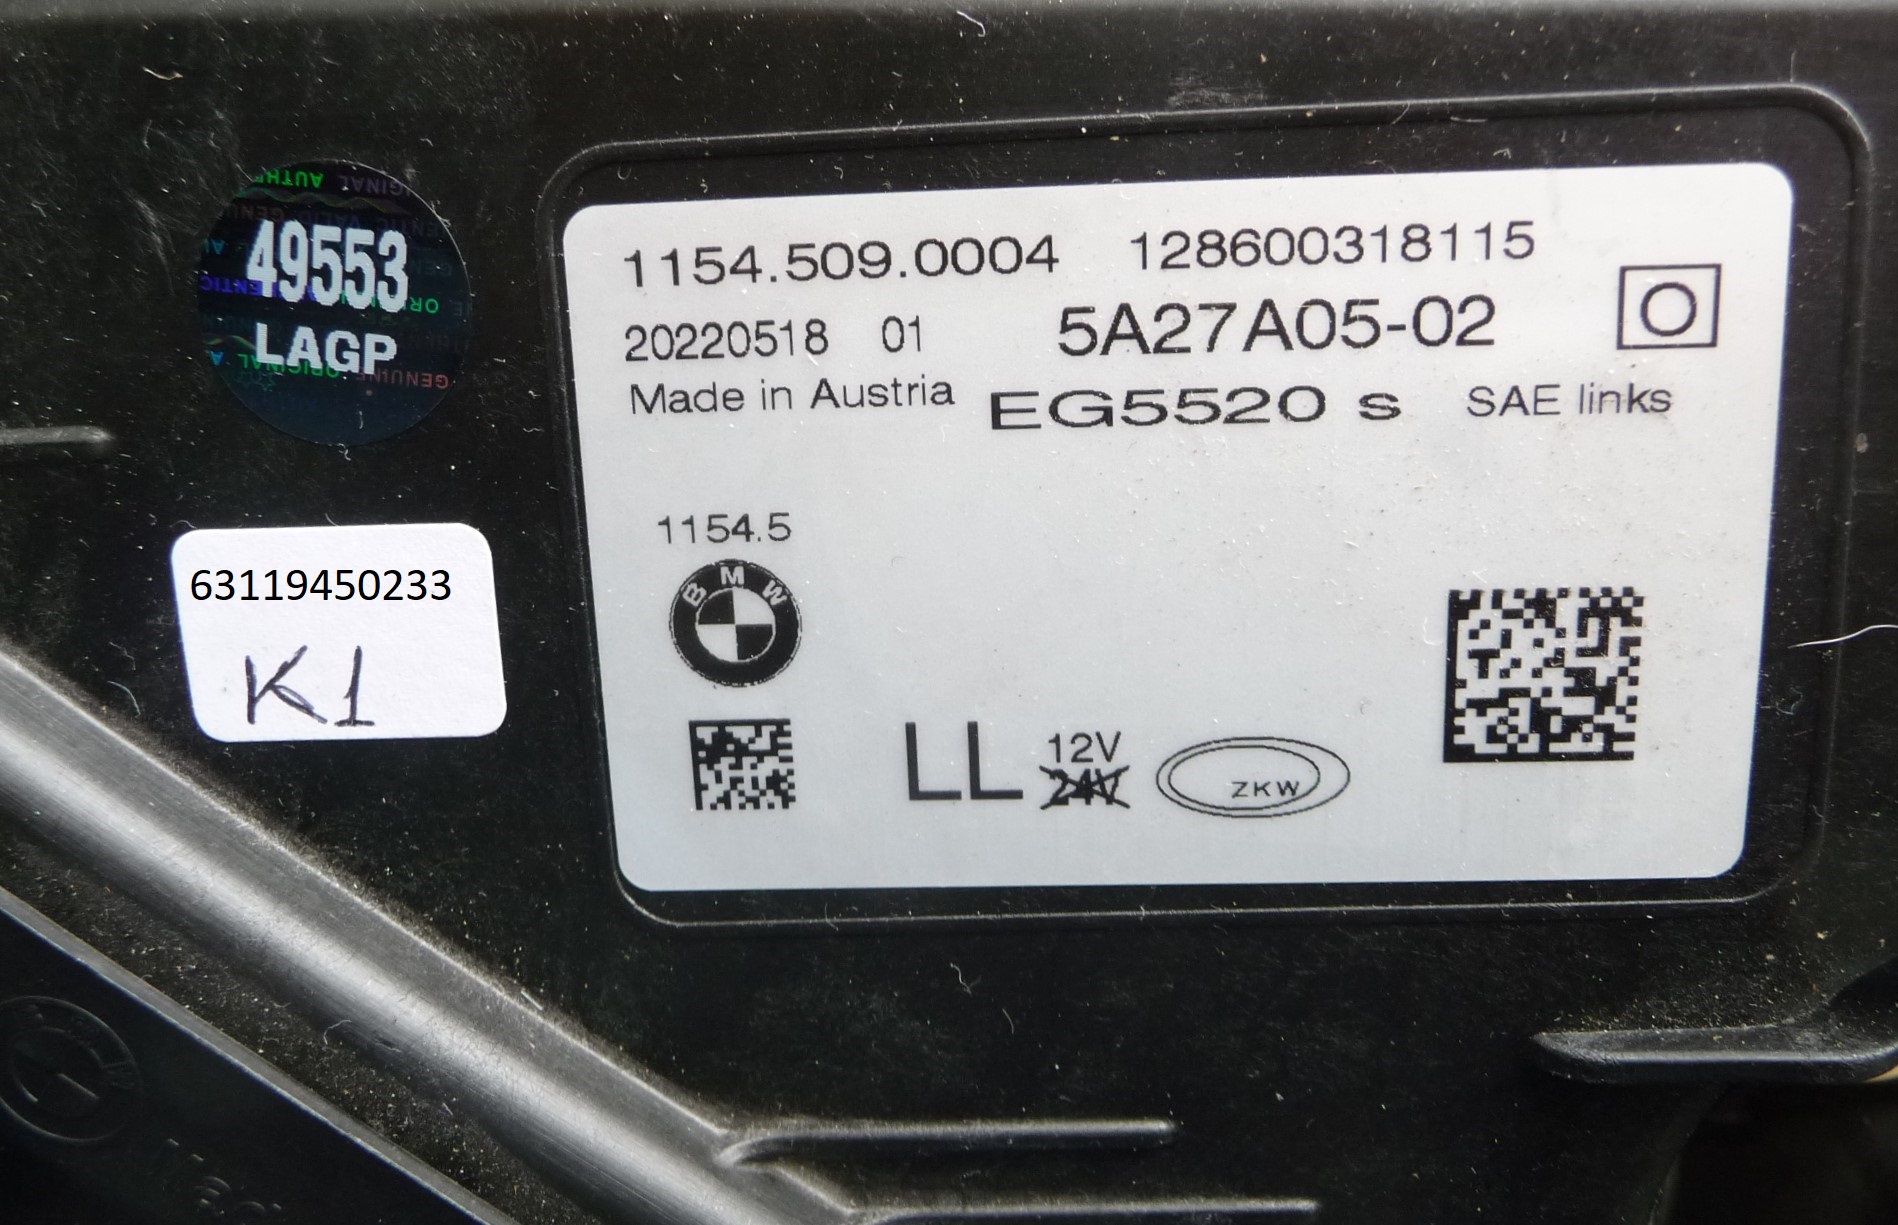 49553
LAGP
63119450233
K1
1154.509.0004 128600318115
20220518 01 5A27A05-02
Made in Austria EG5520 s SAE links
1154.5
BMW
LL 12V
24V
ZKW